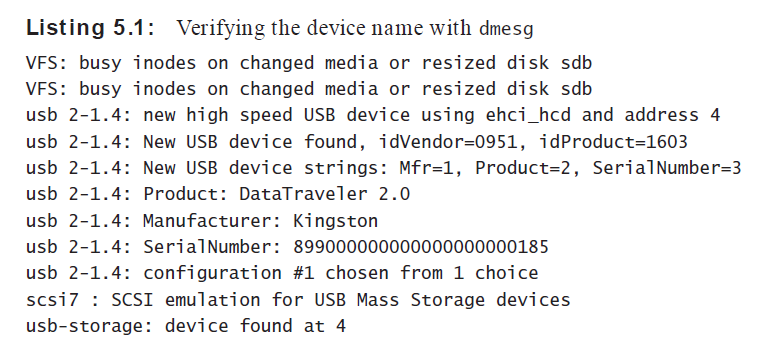 Listing 5.1: Verifying the device name with dmesg
VFS: busy inodes on changed media or resized disk sdb
VFS: busy inodes on changed media or resized disk sdb
usb 2-1.4: new high speed USB device using ehci_hcd and address 4
usb 2-1.4: New USB device found, idVendor=0951, idProduct=1603
usb 2-1.4: New USB device strings: Mfr=1, Product=2, SerialNumber=3
usb 2-1.4: Product: DataTraveler 2.0
usb 2-1.4: Manufacturer: Kingston
usb 2-1.4: SerialNumber: 899000000000000000000185
usb 2-1.4: configuration #1 chosen from 1 choice
scsi7 : SCSI emulation for USB Mass Storage devices
usb-storage: device found at 4